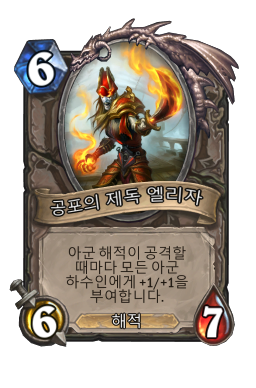 6
공포의 제독 엘리자
아군 해적이 공격할
때마다 모든 아군
하수인에게 +1/+1을
부여합니다.
6
해적
7